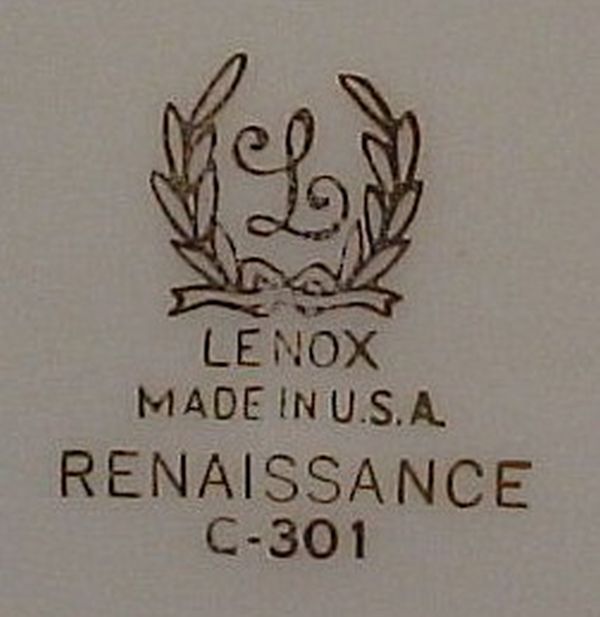 L
LENOX
MADE IN U.S.A.
RENAISSANCE
C-301